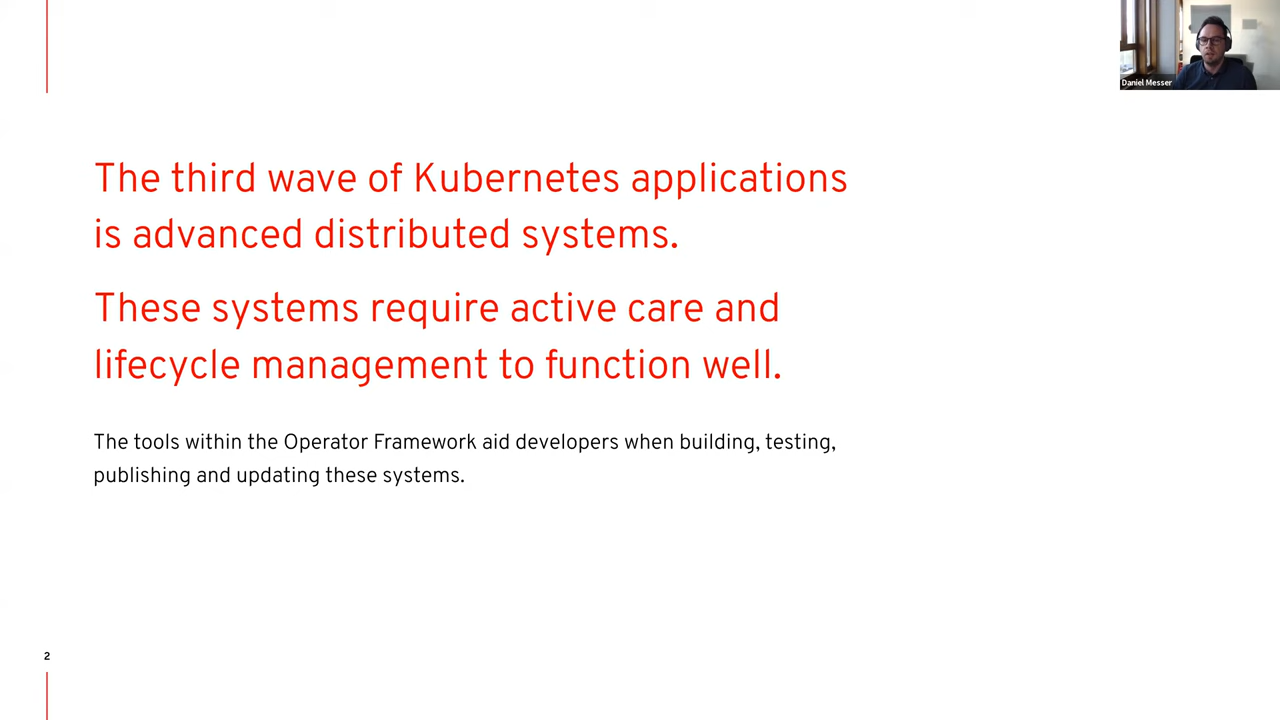 Daniel Messer
The third wave of Kubernetes applications
is advanced distributed systems.
These systems require active care and
lifecycle management to function well.
The tools within the Operator Framework aid developers when building, testing,
publishing and updating these systems.
2